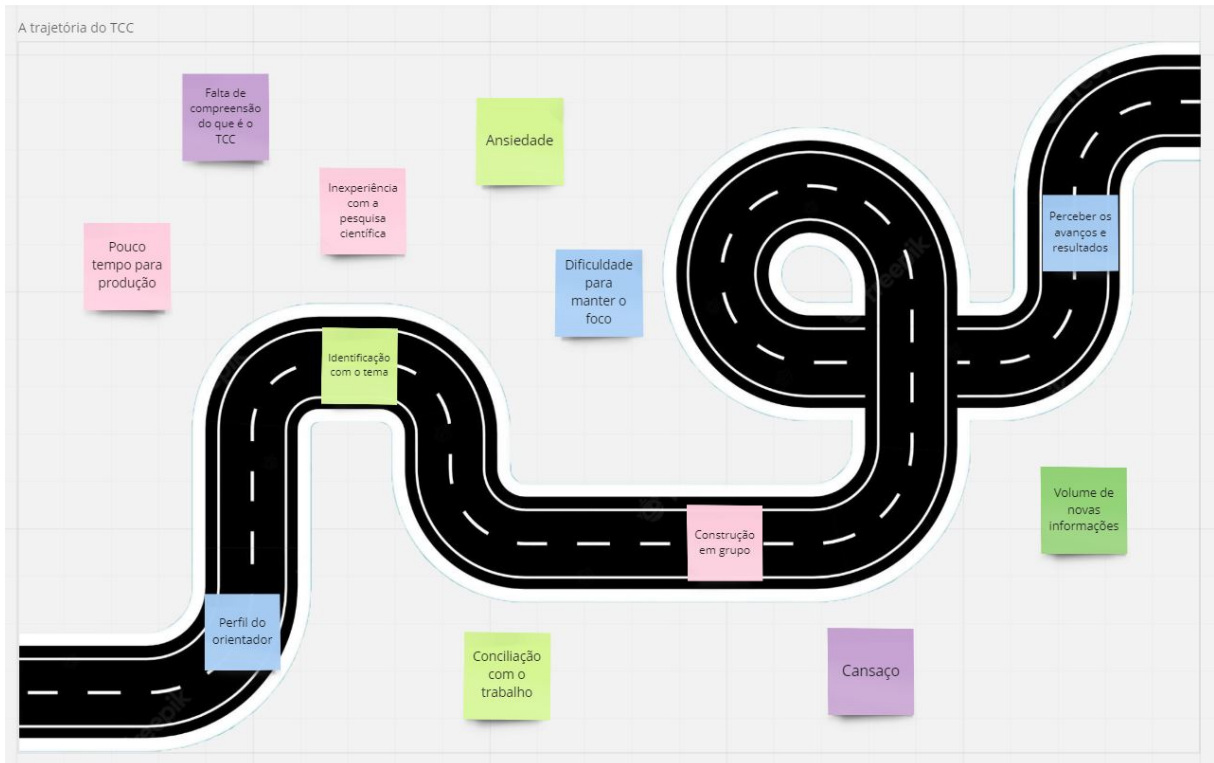 A trajetória do TCC
Falta de
compreensão
do que é o
TCC
Ansiedade
Inexperiência
com a
pesquisa
científica
Pouco
tempo para
produção
Perceber os
avanços e
resultados
Dificuldade
para
manter o
foco
Identificação
com o tema
Volume de
novas
informações
Construção
em grupo
Perfil do
orientador
Conciliação
com o
trabalho
Cansaço